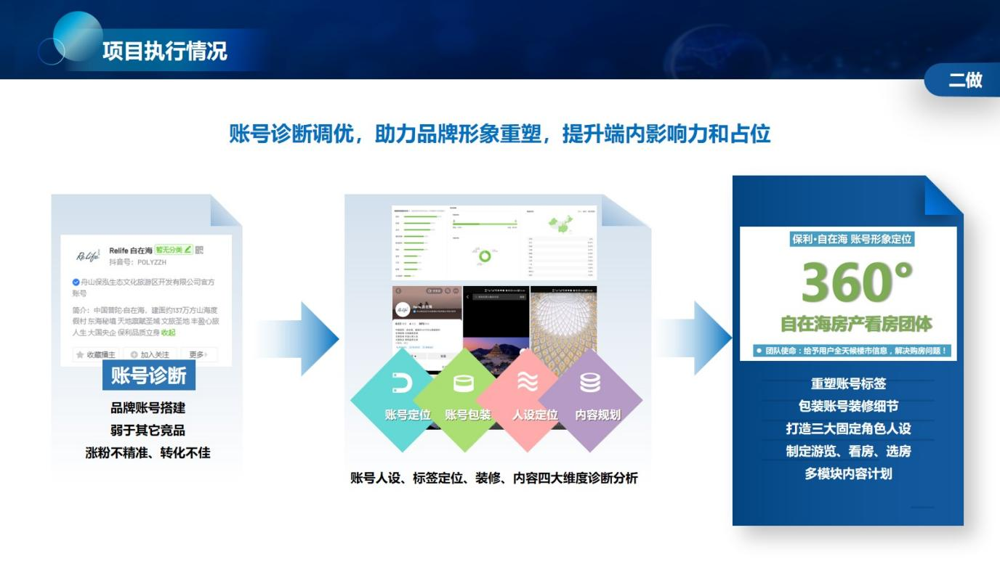 项目执行情况
二做
账号诊断调优，助力品牌形象重塑，提升端内影响力和占位
Relife
Relife 自在海 暂无分类
抖音号：POLYZZH
舟山保泓生态文化旅游区开发有限公司官方
账号
简介：中国普陀·自在海，建面约137万方山海度
假村 东海秘境 天地禀赋圣域 文旅圣地 丰盈心旅
人生 大国央企 保利品质立身 收起
收藏播主 加入关注 更多
账号诊断
品牌账号搭建
弱于其它竞品
涨粉不精准、转化不佳
Relife 自在海
账号定位 账号包装 人设定位 内容规划
账号人设、标签定位、装修、内容四大维度诊断分析
保利·自在海 账号形象定位
360°
自在海房产看房团体
● 团队使命：给予用户全天候楼市信息，解决购房问题！
重塑账号标签
包装账号装修细节
打造三大固定角色人设
制定游览、看房、选房
多模块内容计划